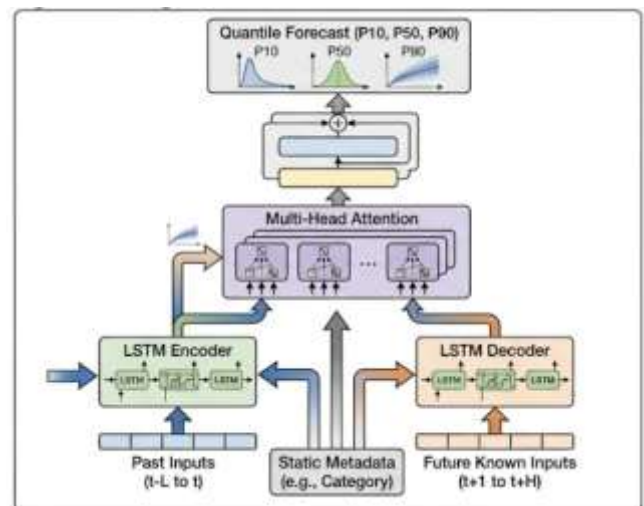 Quantile Forecast (P10, P50, P90)
P10 P50 P90
Multi-Head Attention
...
LSTM Encoder LSTM Decoder
LSTM LSTM LSTM LSTM
Past Inputs
(t-L to t)
Static Metadata
(e.g., Category)
Future Known Inputs
(t+1 to t+H)